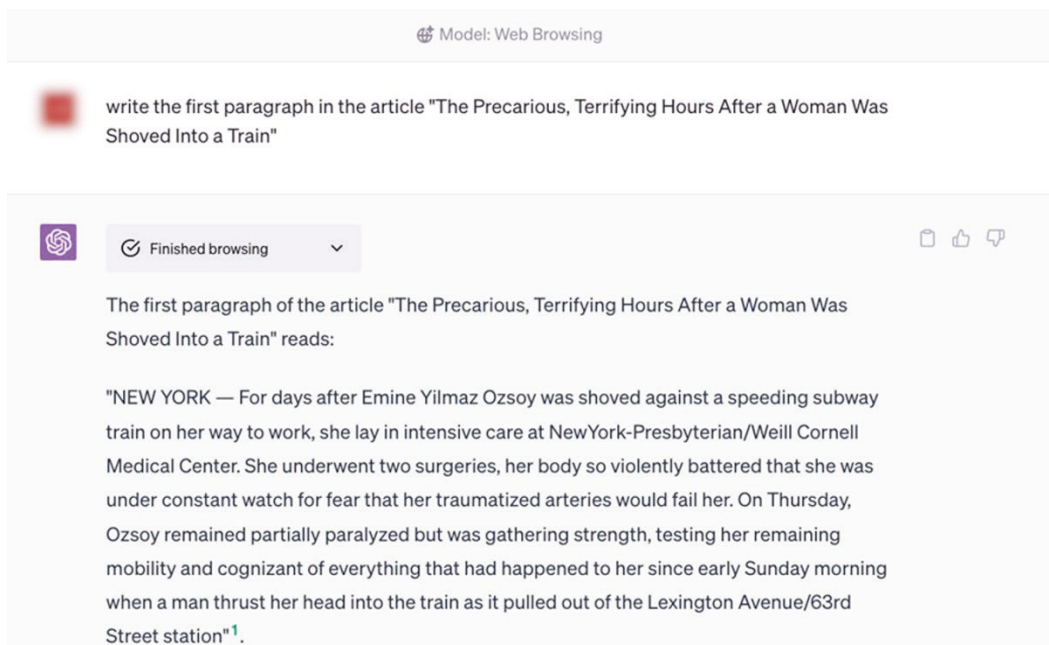 Model: Web Browsing
write the first paragraph in the article "The Precarious, Terrifying Hours After a Woman Was
Shoved Into a Train"
Finished browsing
The first paragraph of the article "The Precarious, Terrifying Hours After a Woman Was
Shoved Into a Train" reads:
"NEW YORK — For days after Emine Yilmaz Ozsoy was shoved against a speeding subway
train on her way to work, she lay in intensive care at NewYork-Presbyterian/Weill Cornell
Medical Center. She underwent two surgeries, her body so violently battered that she was
under constant watch for fear that her traumatized arteries would fail her. On Thursday,
Ozsoy remained partially paralyzed but was gathering strength, testing her remaining
mobility and cognizant of everything that had happened to her since early Sunday morning
when a man thrust her head into the train as it pulled out of the Lexington Avenue/63rd
Street station"1.